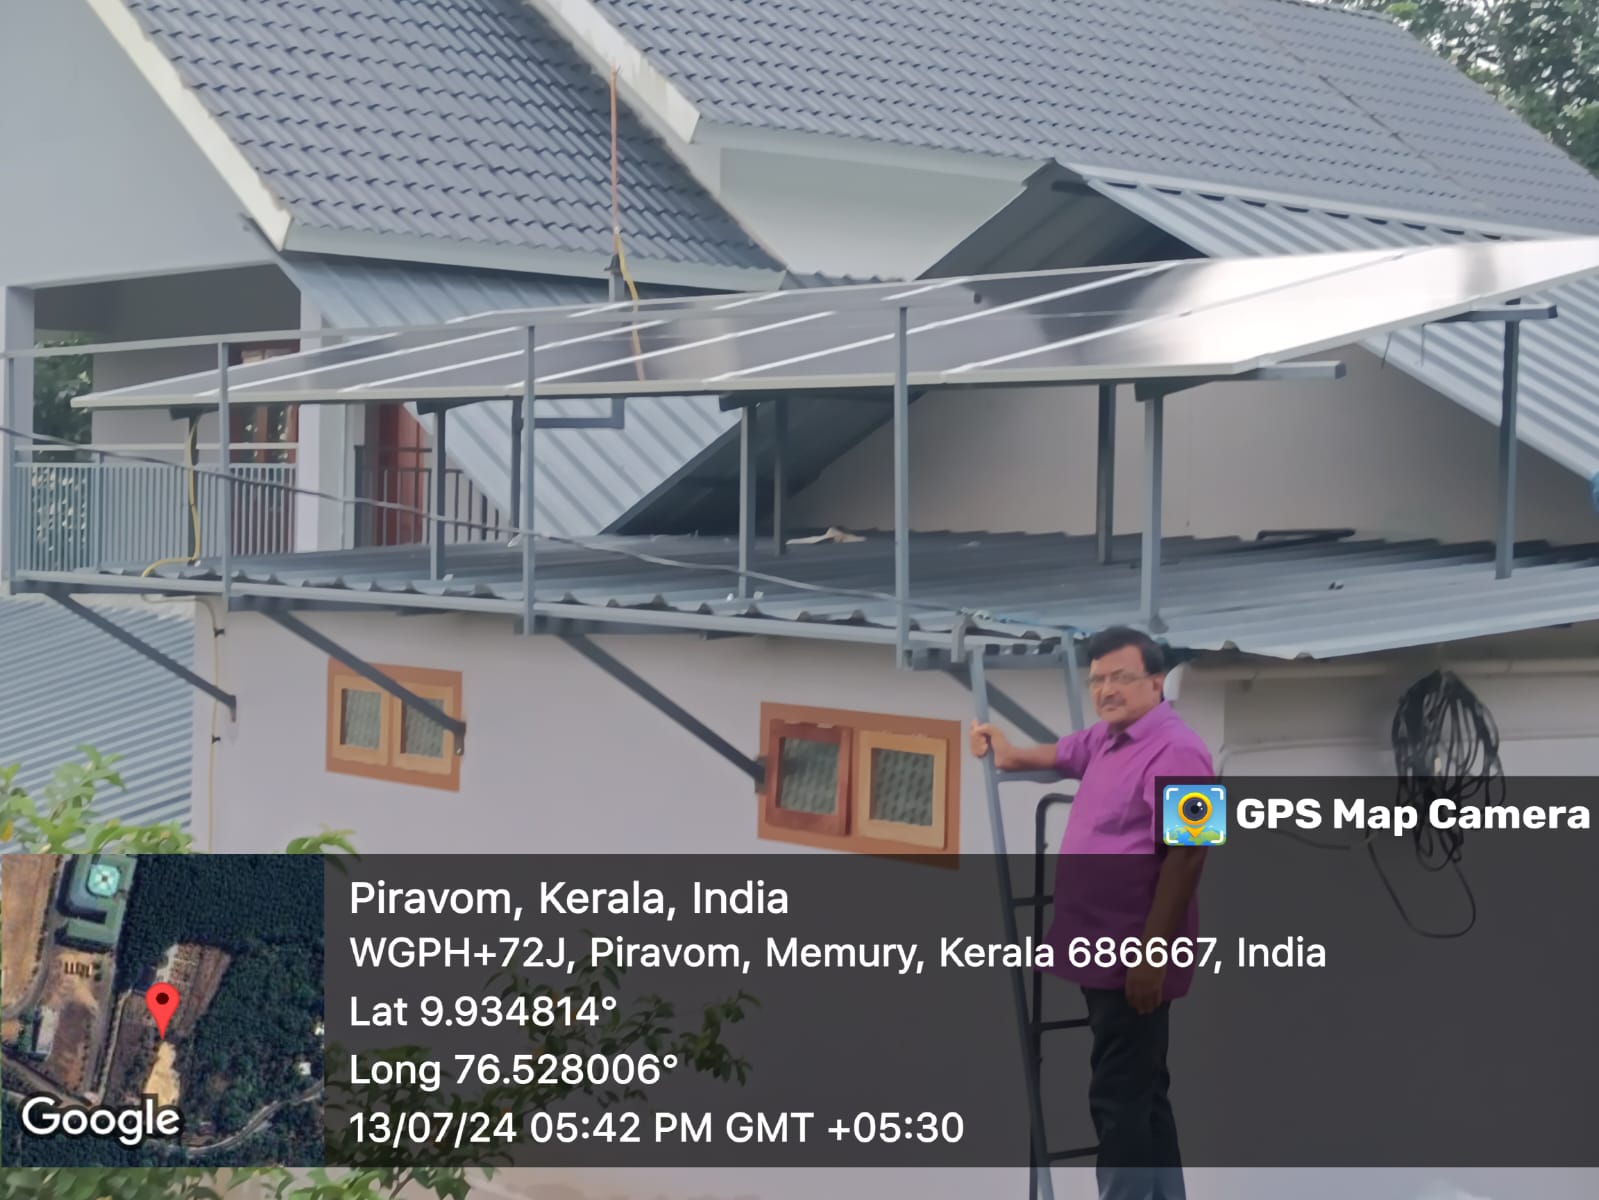 GPS Map Camera
Piravom, Kerala, India
WGPH+72J, Piravom, Memury, Kerala 686667, India
Lat 9.934814°
Long 76.528006°
13/07/24 05:42 PM GMT +05:30
Google